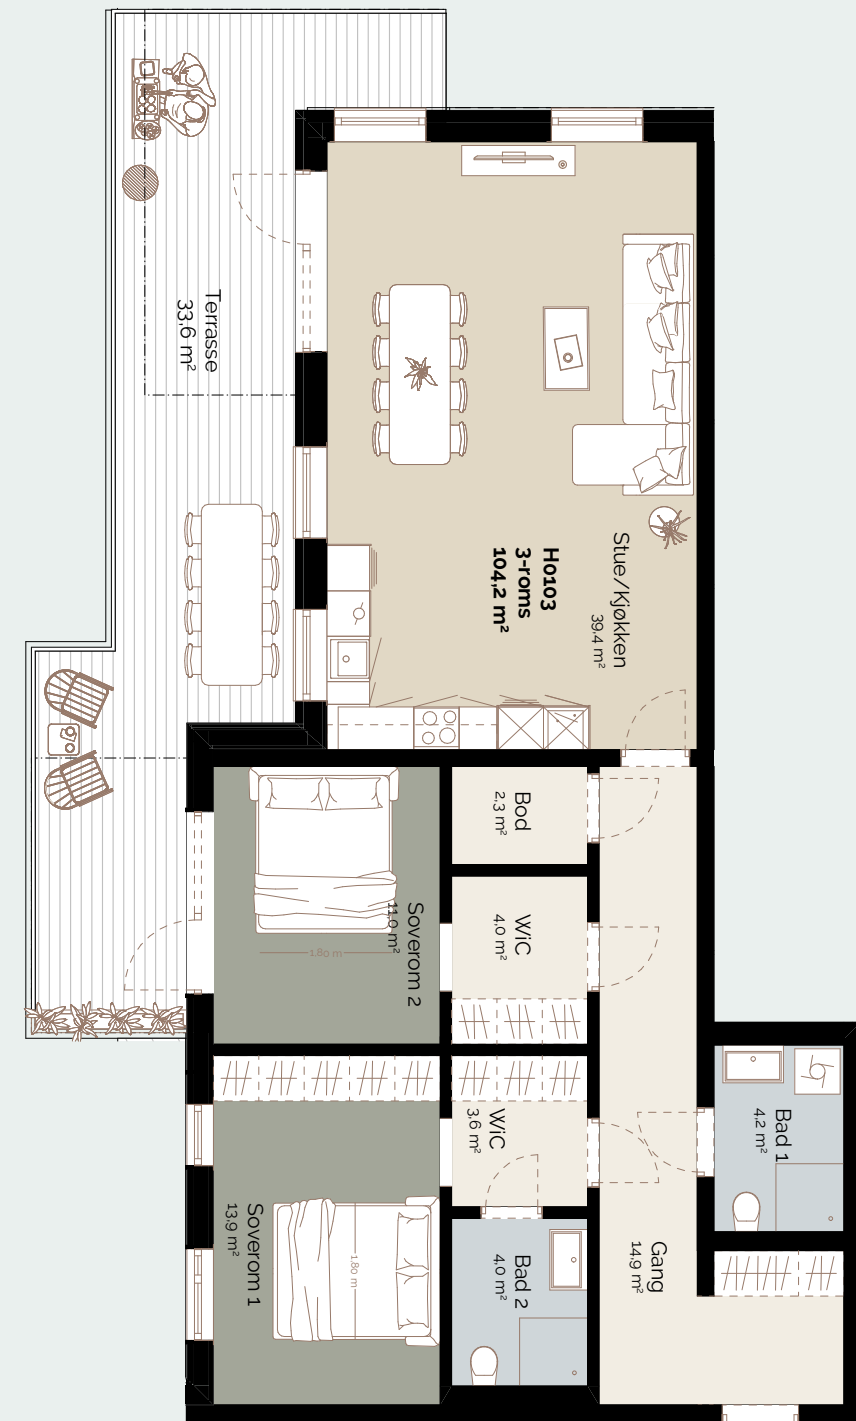 Terrasse
33,6 m²
H0103
3-roms
104,2 m²
Stue/Kjøkken
39,4 m²
Bod
2,3 m²
WiC
4,0 m²
Soverom 2
11,0 m²
1,80 m
WiC
3,6 m²
Bad 1
4,2 m²
Soverom 1
13,9 m²
1,80 m
Bad 2
4,0 m²
Gang
14,9 m²